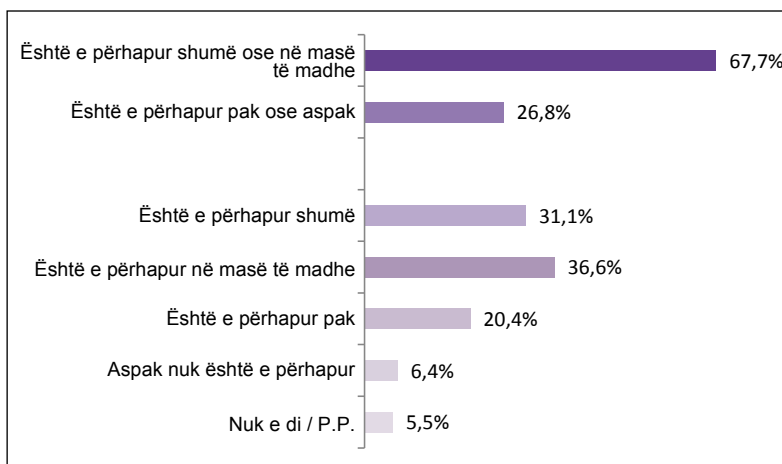 Është e përhapur shumë ose në masë
të madhe
67,7%
Është e përhapur pak ose aspak
26,8%
Është e përhapur shumë
31,1%
Është e përhapur në masë të madhe
36,6%
Është e përhapur pak
20,4%
Aspak nuk është e përhapur
6,4%
Nuk e di / P.P.
5,5%